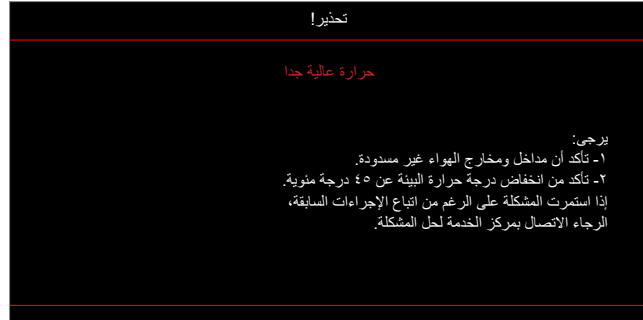 تحذير!
حرارة عالية جدا
يرجى:
١- تأكد أن مداخل ومخارج الهواء غير مسدودة.
٢- تأكد من انخفاض درجة حرارة البيئة عن ٤٥ درجة مئوية.
إذا استمرت المشكلة على الرغم من اتباع الإجراءات السابقة،
الرجاء الاتصال بمركز الخدمة لحل المشكلة.